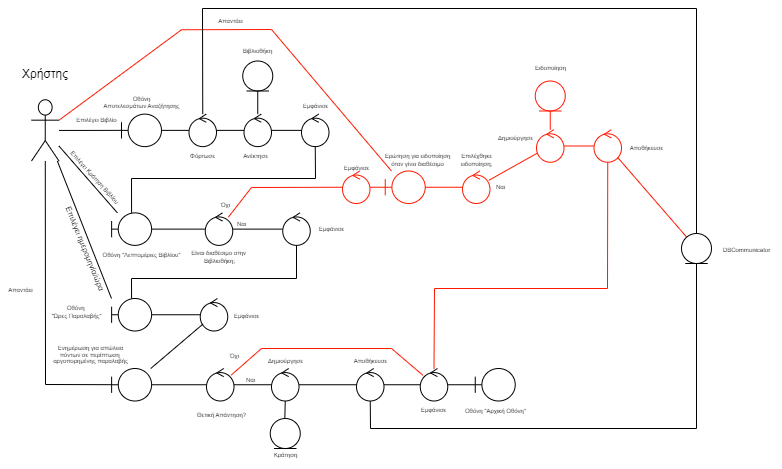 Απαντάει
Βιβλιοθήκη
Ειδοποίηση
Χρήστης
Οθόνη
Αποτελεσμάτων Αναζήτησης
Εμφάνισε
Επιλέγει Βιβλίο
Δημιούργησε
Αποθήκευσε
Φόρτωσε
Ανέκτησε
Ερώτηση για ειδοποίηση
όταν γίνει διαθέσιμο
Επιλέχθηκε
ειδοποίηση;
Εμφάνισε
Ναι
Επιλέγει Κράτηση Βιβλίου
Όχι
Ναι
Εμφάνισε
Επιλέγει ημερομηνία/ώρα
Οθόνη "Λεπτομέριες Βιβλίου"
Είναι διαθέσιμο στην
Βιβλιοθήκη;
DBCommunicator
Απαντάει
Οθόνη
"Ώρες Παραλαβής"
Εμφάνισε
Ενημέρωση για απώλεια
πόντων σε περίπτωση
αργοπορημένης παραλαβής
Όχι
Δημιούργησε
Αποθήκευσε
Ναι
Θετική Απάντηση?
Εμφάνισε
Οθόνη "Αρχική Οθόνη"
Κράτηση